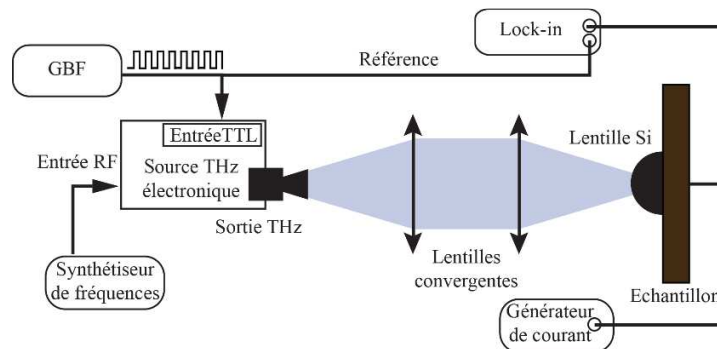 Lock-in
GBF
Référence
EntréeTTL
Lentille Si
Entrée RF
Source THz
électronique
Sortie THz
Lentilles
convergentes
Synthétiseur
de fréquences
Echantillon
Générateur
de courant